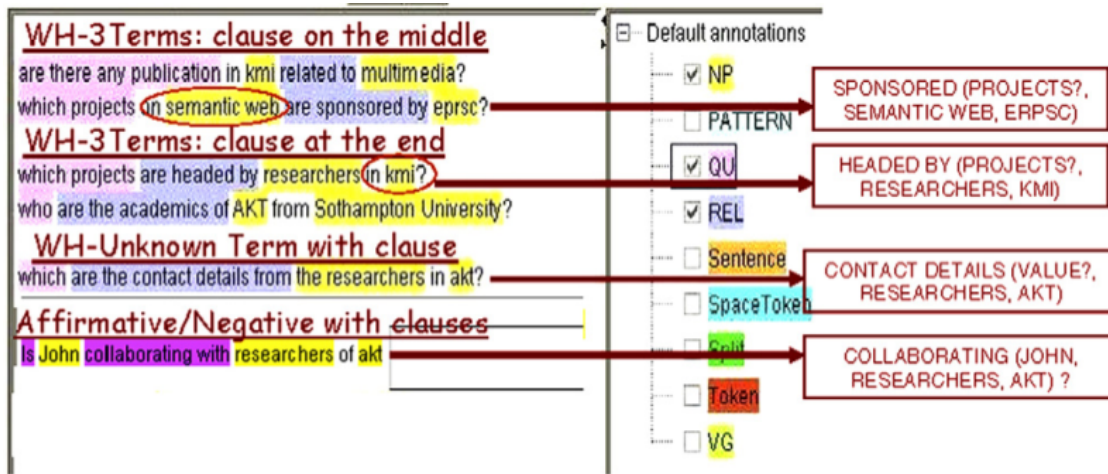 WH-3Terms: clause on the middle
are there any publication in kmi related to multimedia?
which projects in semantic web are sponsored by eprsc?
WH-3Terms: clause at the end
which projects are headed by researchers in kmi?
who are the academics of AKT from Sothampton University?
WH-Unknown Term with clause
which are the contact details from the researchers in akt?
Affirmative/Negative with clauses
Is John collaborating with researchers of akt
Default annotations
NP
PATTERN
QU
REL
Sentence
SpaceToken
Split
Token
VG
SPONSORED (PROJECTS?,
SEMANTIC WEB, ERPSC)
HEADED BY (PROJECTS?,
RESEARCHERS, KMI)
CONTACT DETAILS (VALUE?,
RESEARCHERS, AKT)
COLLABORATING (JOHN,
RESEARCHERS, AKT) ?